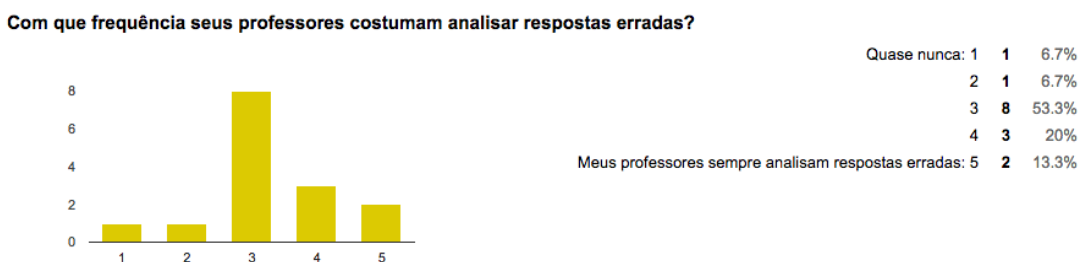 Com que frequência seus professores costumam analisar respostas erradas?
Quase nunca: 1 1 6.7%
2 1 6.7%
3 8 53.3%
4 3 20%
Meus professores sempre analisam respostas erradas: 5 2 13.3%
8
6
4
2
0
1 2 3 4 5